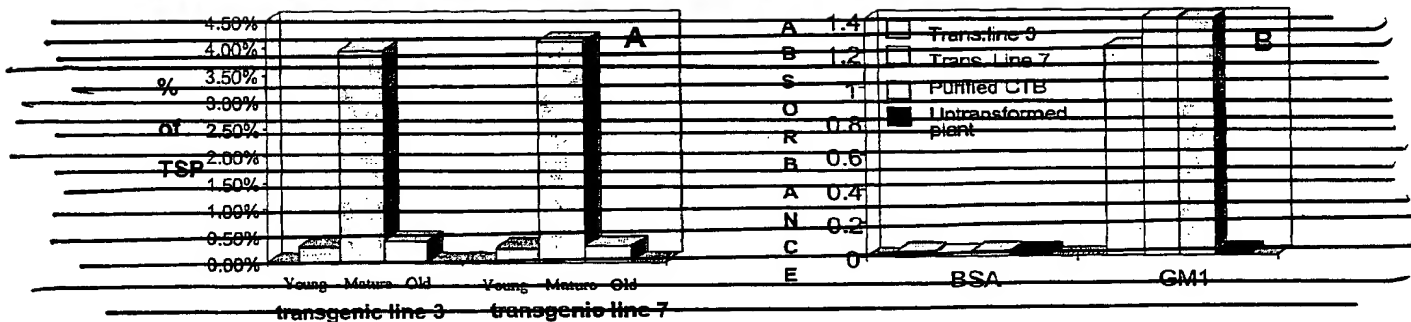 A
4.50%
4.00%
3.50%
3.00%
2.50%
2.00%
1.50%
1.00%
0.50%
0.00%
%
of
TSP
Young Mature Old Young Mature Old
transgenic line 3 transgenic line 7
B
A
B
S
O
R
B
A
N
C
E
1.4
1.2
1
0.8
0.6
0.4
0.2
0
Trans.line 3
Trans. Line 7
Purified CTB
Untransformed
plant
BSA GM1